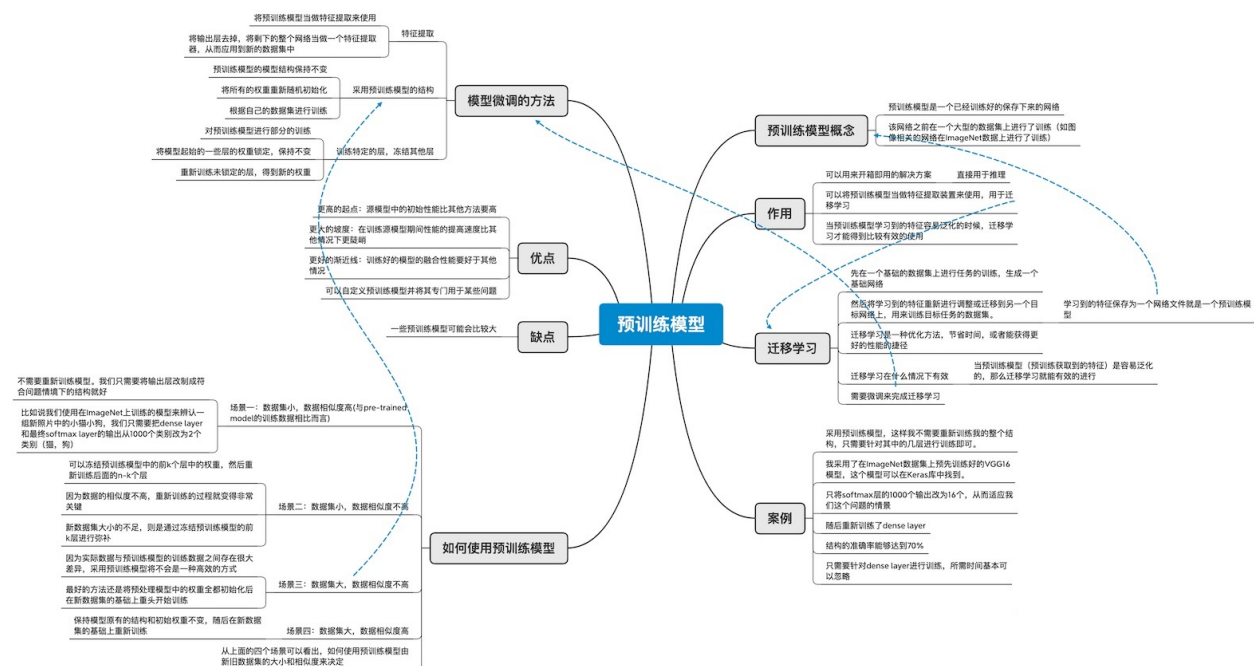 预训练模型
模型微调的方法
特征提取
将预训练模型当做特征提取来使用
将输出层去掉，将剩下的整个网络当做一个特征提取
器，从而应用到新的数据集中
采用预训练模型的结构
预训练模型的模型结构保持不变
将所有的权重重新随机初始化
根据自己的数据集进行训练
训练特定的层，冻结其他层
对预训练模型进行部分的训练
将模型起始的一些层的权重锁定，保持不变
重新训练未锁定的层，得到新的权重
优点
更高的起点：源模型中的初始性能比其他方法要高
更大的坡度：在训练源模型期间性能的提高速度比其
他情况下更陡峭
更好的渐近线：训练好的模型的融合性能要好于其他
情况
可以自定义预训练模型并将其专门用于某些问题
缺点
一些预训练模型可能会比较大
如何使用预训练模型
场景一：数据集小，数据相似度高(与pre-trained
model的训练数据相比而言)
不需要重新训练模型。我们只需要将输出层改制成符
合问题情境下的结构就好
比如说我们使用在ImageNet上训练的模型来辨认一
组新照片中的小猫小狗，我们只需要把dense layer
和最终softmax layer的输出从1000个类别改为2个
类别（猫，狗）
场景二：数据集小，数据相似度不高
可以冻结预训练模型中的前k个层中的权重，然后重
新训练后面的n-k个层
因为数据的相似度不高，重新训练的过程就变得非常
关键
新数据集大小的不足，则是通过冻结预训练模型的前
k层进行弥补
场景三：数据集大，数据相似度不高
因为实际数据与预训练模型的训练数据之间存在很大
差异，采用预训练模型将不会是一种高效的方式
最好的方法还是将预处理模型中的权重全都初始化后
在新数据集的基础上重头开始训练
场景四：数据集大，数据相似度高
保持模型原有的结构和初始权重不变，随后在新数据
集的基础上重新训练
从上面的四个场景可以看出，如何使用预训练模型由
新旧数据集的大小和相似度来决定
预训练模型概念
预训练模型是一个已经训练好的保存下来的网络
该网络之前在一个大型的数据集上进行了训练（如图
像相关的网络在ImageNet数据上进行了训练）
作用
可以用来开箱即用的解决方案
直接用于推理
可以将预训练模型当做特征提取装置来使用，用于迁
移学习
当预训练模型学习到的特征容易泛化的时候，迁移学
习才能得到比较有效的使用
迁移学习
先在一个基础的数据集上进行任务的训练，生成一个
基础网络
然后将学习到的特征重新进行调整或迁移到另一个目
标网络上，用来训练目标任务的数据集。
学习到的特征保存为一个网络文件就是一个预训练模
型
迁移学习是一种优化方法，节省时间，或者能获得更
好的性能的捷径
迁移学习在什么情况下有效
当预训练模型（预训练获取到的特征）是容易泛化
的，那么迁移学习就能有效的进行
需要微调来完成迁移学习
案例
采用预训练模型，这样我不需要重新训练我的整个结
构，只需要针对其中的几层进行训练即可。
我采用了在ImageNet数据集上预先训练好的VGG16
模型，这个模型可以在Keras库中找到。
只将softmax层的1000个输出改为16个，从而适应我
们这个问题的情景
随后重新训练了dense layer
结构的准确率能够达到70%
只需要针对dense layer进行训练，所需时间基本可
以忽略